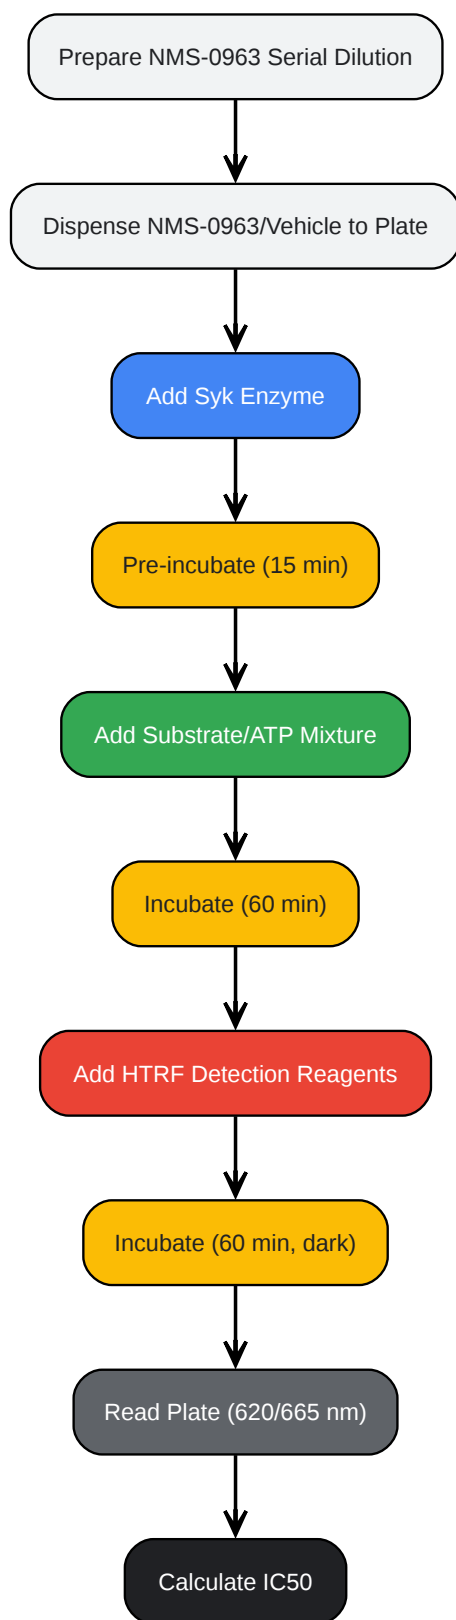 Prepare NMS-0963 Serial Dilution
Dispense NMS-0963/Vehicle to Plate
Add Syk Enzyme
Pre-incubate (15 min)
Add Substrate/ATP Mixture
Incubate (60 min)
Add HTRF Detection Reagents
Incubate (60 min, dark)
Read Plate (620/665 nm)
Calculate IC50